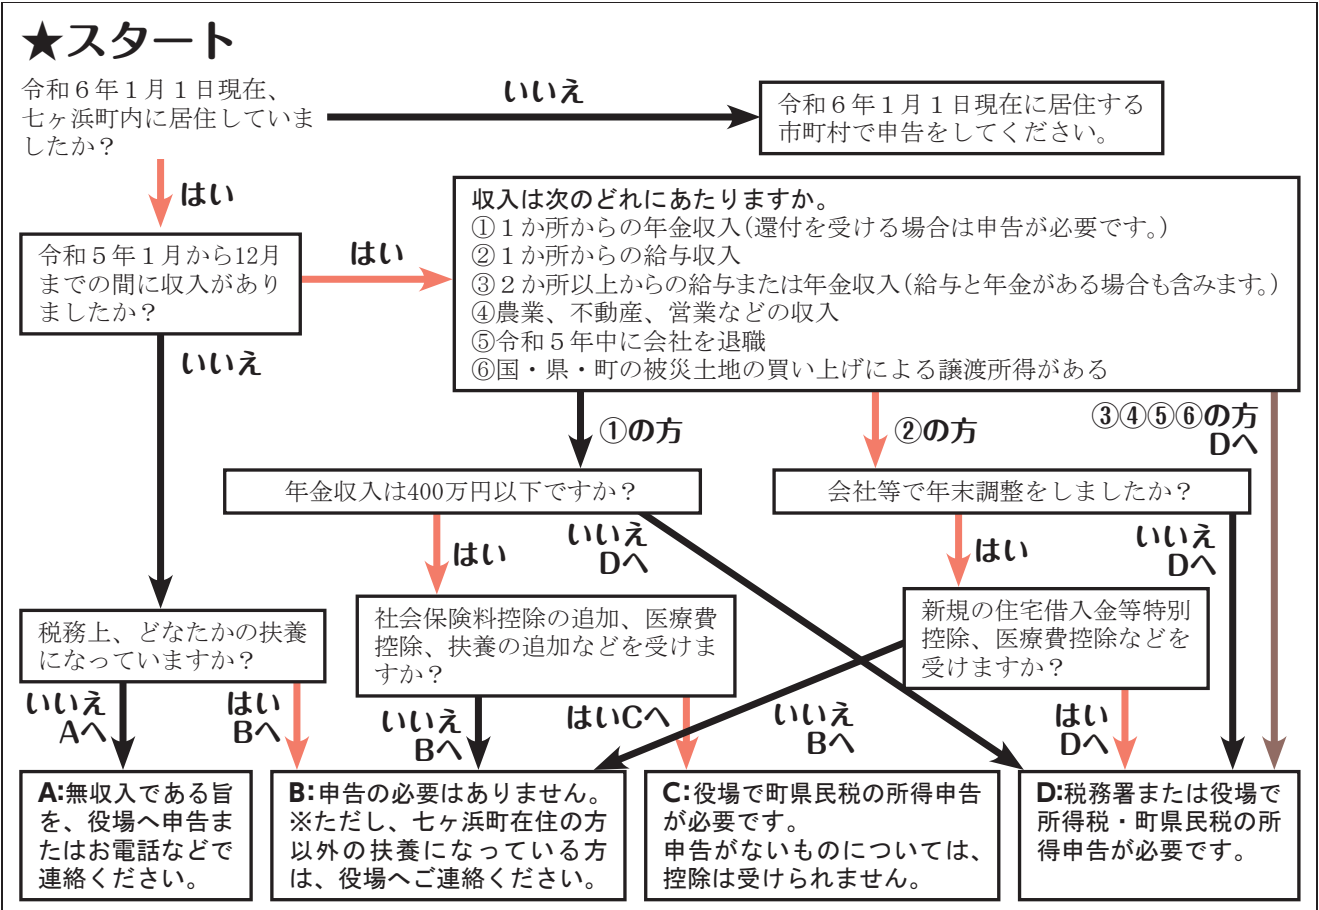 ★スタート
令和６年１月１日現在、
七ヶ浜町内に居住していま
したか？
いいえ
令和６年１月１日現在に居住する
市町村で申告をしてください。
はい
令和５年１月から12月
までの間に収入があり
ましたか？
はい
収入は次のどれにあたりますか。
①１か所からの年金収入（還付を受ける場合は申告が必要です。）
②１か所からの給与収入
③２か所以上からの給与または年金収入（給与と年金がある場合も含みます。）
④農業、不動産、営業などの収入
⑤令和５年中に会社を退職
⑥国・県・町の被災土地の買い上げによる譲渡所得がある
いいえ
①の方
②の方
③④⑤⑥の方
Dへ
年金収入は400万円以下ですか？
会社等で年末調整をしましたか？
はい
いいえ
Dへ
はい
いいえ
Dへ
税務上、どなたかの扶養
になっていますか？
社会保険料控除の追加、医療費
控除、扶養の追加などを受けま
すか？
新規の住宅借入金等特別
控除、医療費控除などを
受けますか？
いいえ
Aへ
はい
Bへ
いいえ
Bへ
はいCへ
いいえ
Bへ
はい
Dへ
A:無収入である旨
を、役場へ申告ま
たはお電話などで
連絡ください。
B:申告の必要はありません。
※ただし、七ヶ浜町在住の方
以外の扶養になっている方
は、役場へご連絡ください。
C:役場で町県民税の所得申告
が必要です。
申告がないものについては、
控除は受けられません。
D:税務署または役場で
所得税・町県民税の所
得申告が必要です。